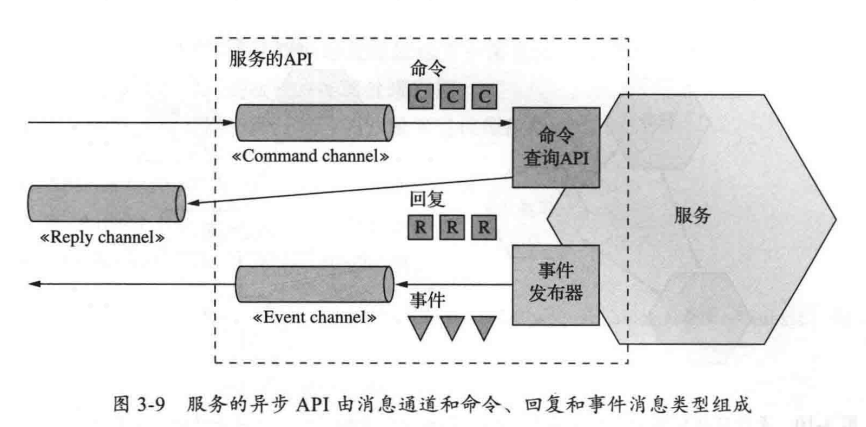 服务的API
命令
C C C
«Command channel»
命令
查询API
回复
R R R
«Reply channel»
服务
事件
发布器
事件
«Event channel»
图 3-9 服务的异步 API 由消息通道和命令、回复和事件消息类型组成